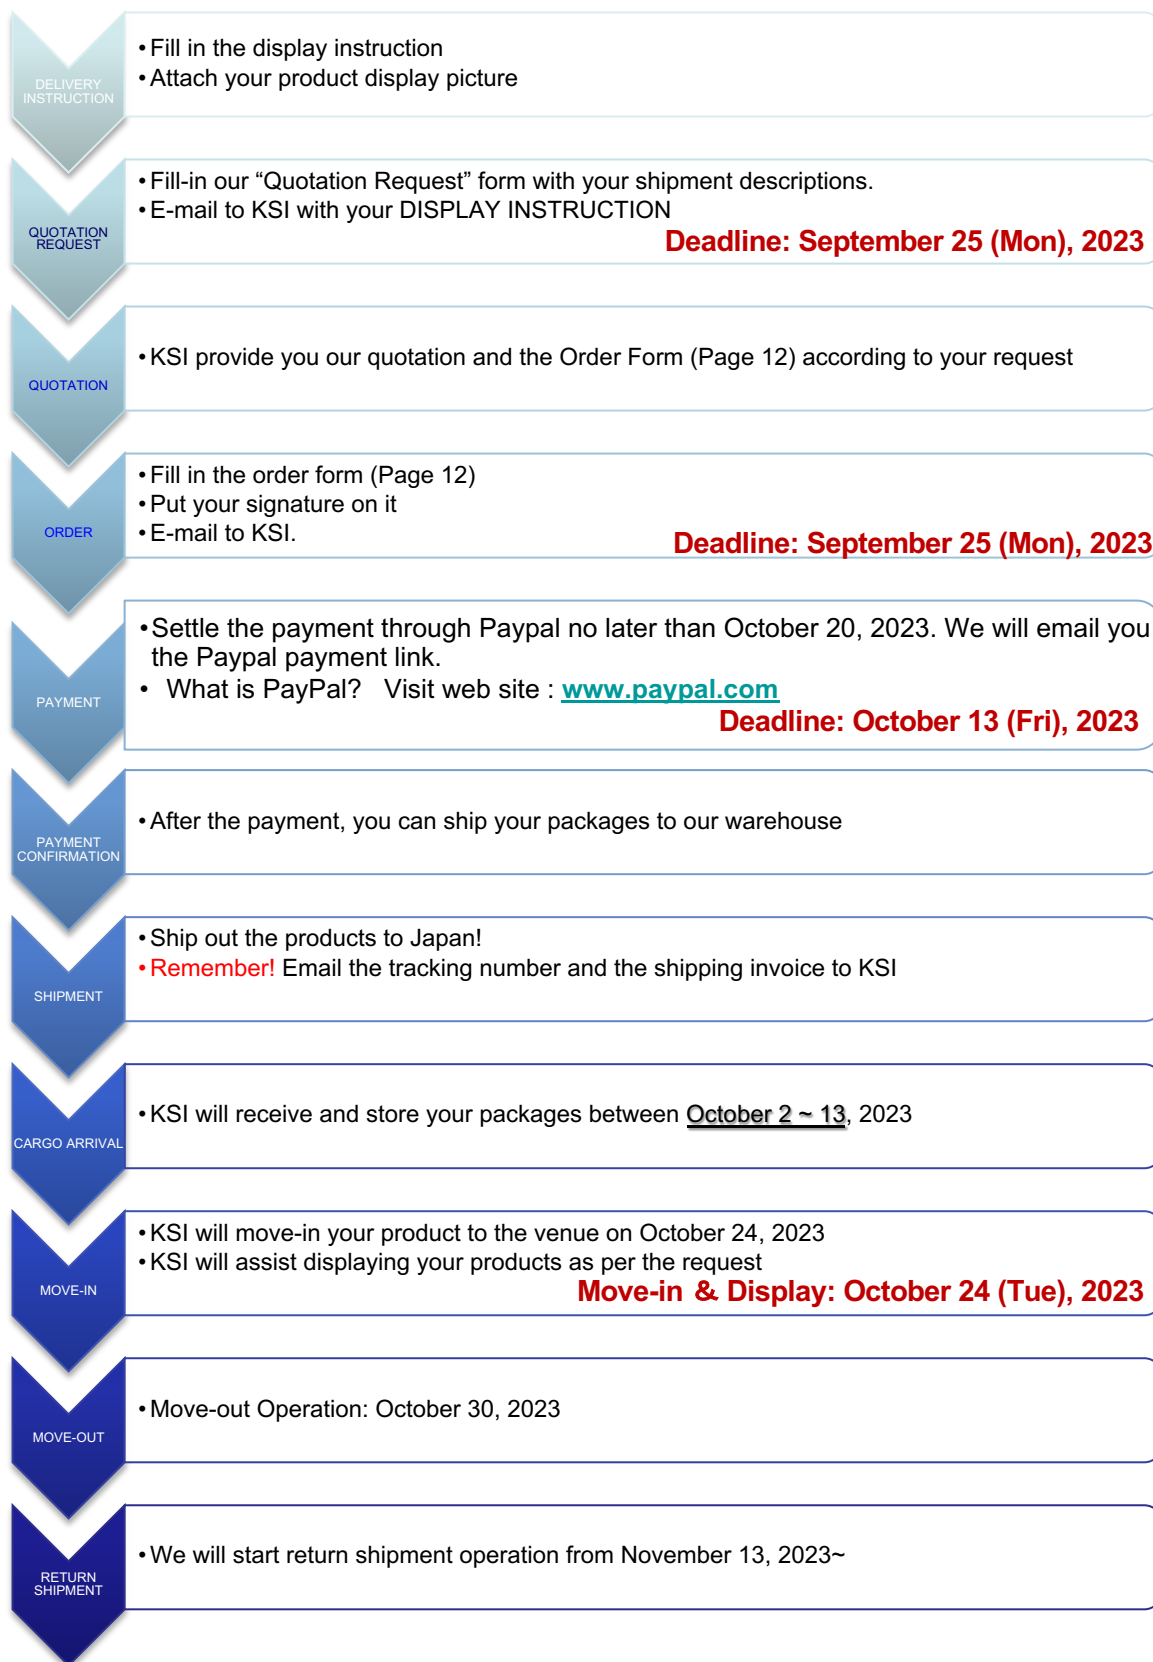 DELIVERY
INSTRUCTION
• Fill in the display instruction
• Attach your product display picture
QUOTATION
REQUEST
• Fill-in our “Quotation Request” form with your shipment descriptions.
• E-mail to KSI with your DISPLAY INSTRUCTION
Deadline: September 25 (Mon), 2023
QUOTATION
• KSI provide you our quotation and the Order Form (Page 12) according to your request
ORDER
• Fill in the order form (Page 12)
• Put your signature on it
• E-mail to KSI.
Deadline: September 25 (Mon), 2023
PAYMENT
• Settle the payment through Paypal no later than October 20, 2023. We will email you
the Paypal payment link.
• What is PayPal? Visit web site : www.paypal.com
Deadline: October 13 (Fri), 2023
PAYMENT
CONFIRMATION
• After the payment, you can ship your packages to our warehouse
SHIPMENT
• Ship out the products to Japan!
• Remember! Email the tracking number and the shipping invoice to KSI
CARGO ARRIVAL
• KSI will receive and store your packages between October 2 ~ 13, 2023
MOVE-IN
• KSI will move-in your product to the venue on October 24, 2023
• KSI will assist displaying your products as per the request
Move-in & Display: October 24 (Tue), 2023
MOVE-OUT
• Move-out Operation: October 30, 2023
RETURN
SHIPMENT
• We will start return shipment operation from November 13, 2023~